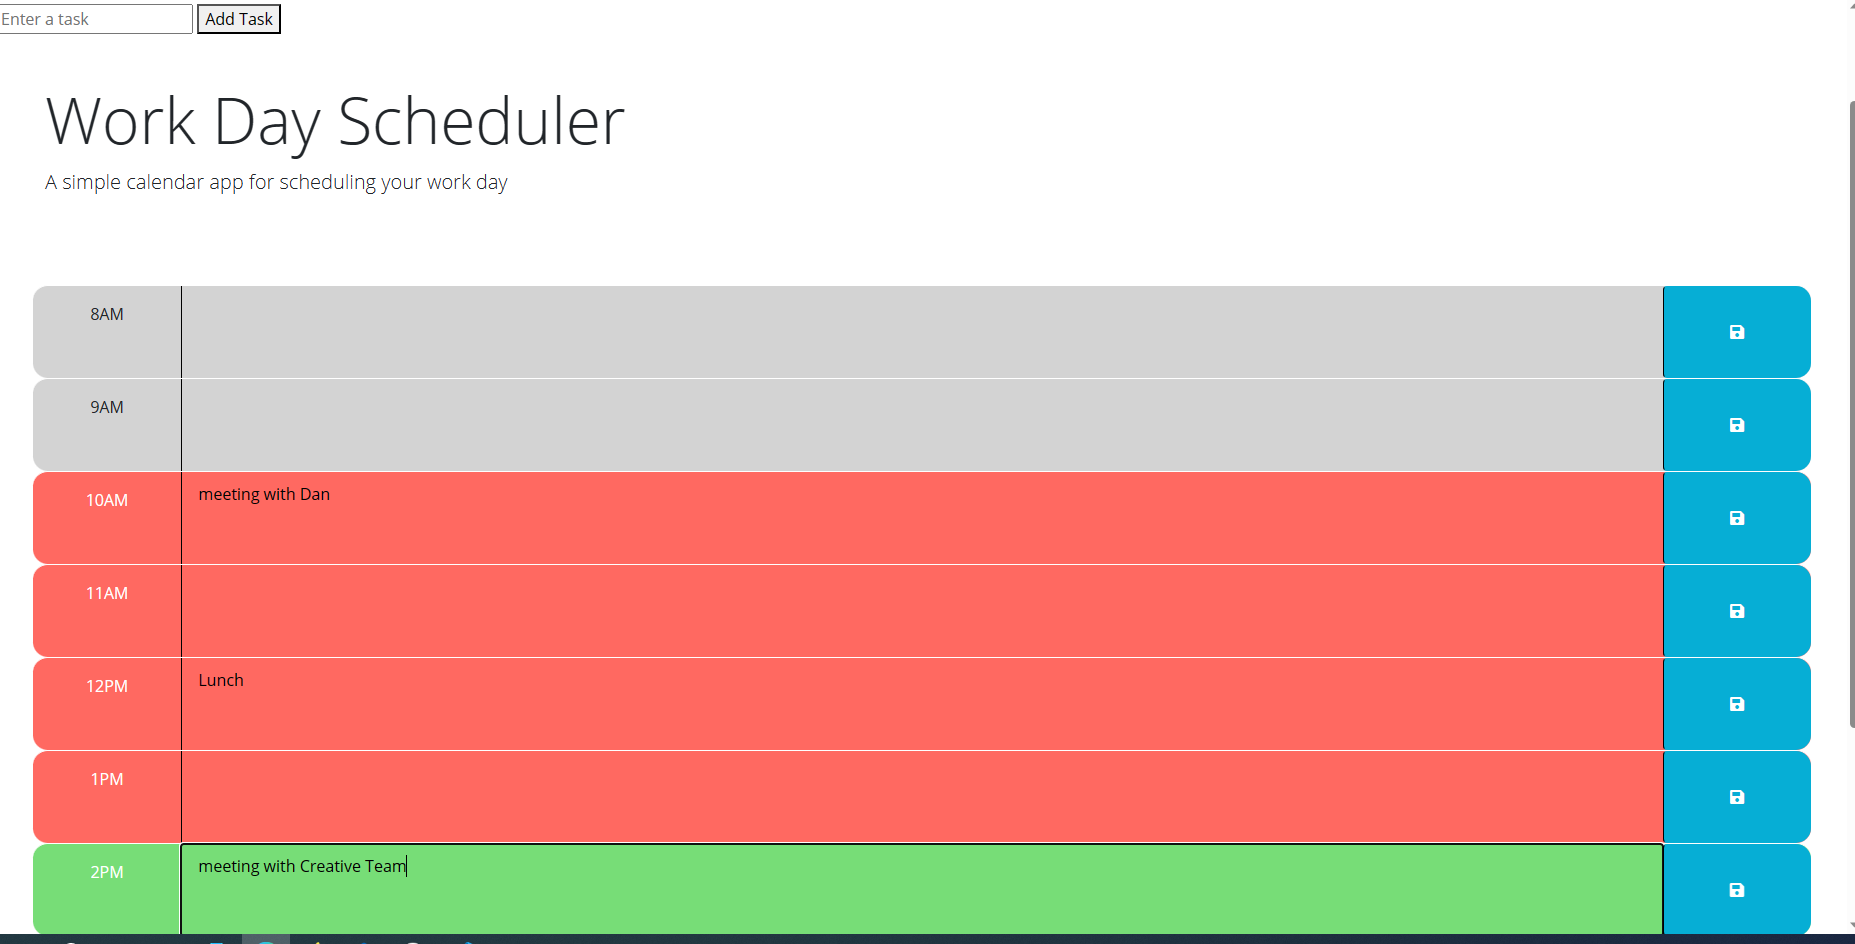 Enter a task Add Task
Work Day Scheduler
A simple calendar app for scheduling your work day
8AM
9AM
10AM meeting with Dan
11AM
12PM Lunch
1PM
2PM meeting with Creative Team